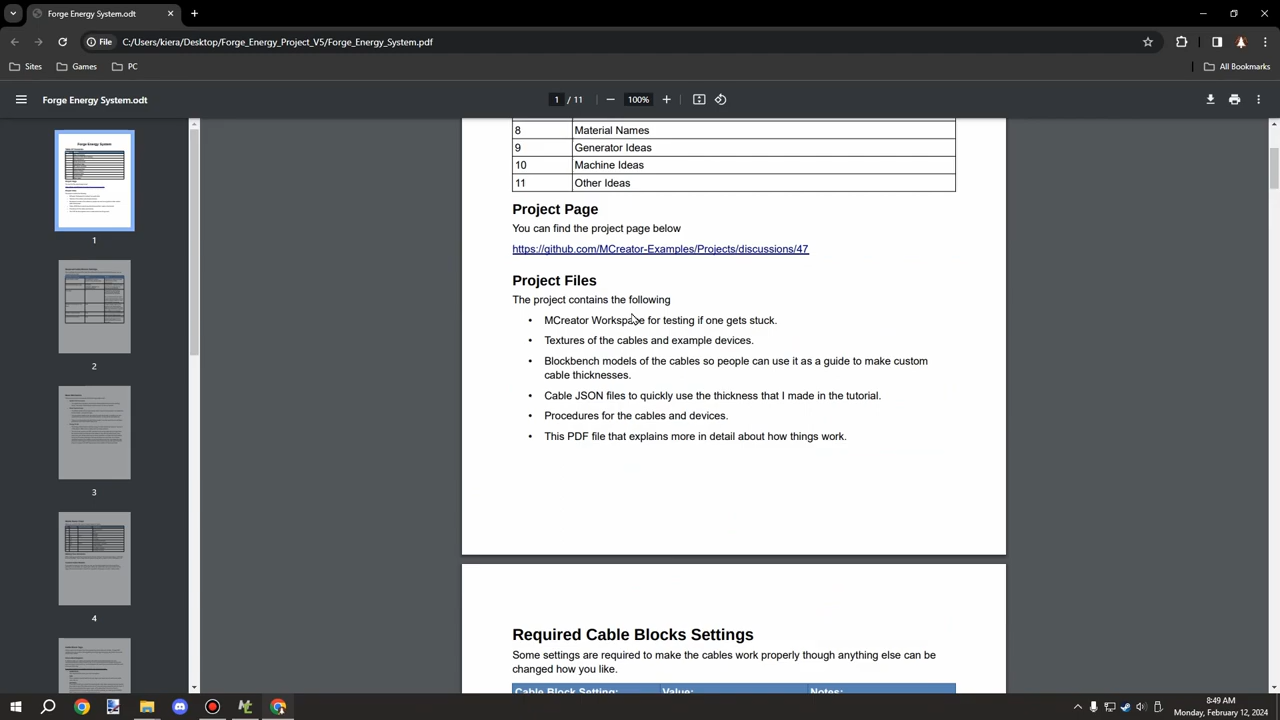 Forge Energy System.odt
File
C:/Users/kiera/Desktop/Forge_Energy_Project_V5/Forge_Energy_System.pdf
Sites
Games
PC
All Bookmarks
Forge Energy System.odt
1 / 11
100%
8 Material Names
9 Generator Ideas
10 Machine Ideas
11 Other Ideas
Project Page
You can find the project page below
https://github.com/MCreator-Examples/Projects/discussions/47
Project Files
The project contains the following
• MCreator Workspace for testing if one gets stuck.
• Textures of the cables and example devices.
• Blockbench models of the cables so people can use it as a guide to make custom
cable thicknesses.
• Cable JSON files to quickly use the thickness that I made in the tutorial.
• Procedures for the cables and devices.
• This PDF file that explains more in detail about how things work.
Required Cable Blocks Settings
Some settings are required to make the cables work properly though anything else can be
changed how you like.
Cable Block Setting: Value: Notes:
Forge Energy System
1
2
3
4
8:49 AM
Monday, February 12, 2024